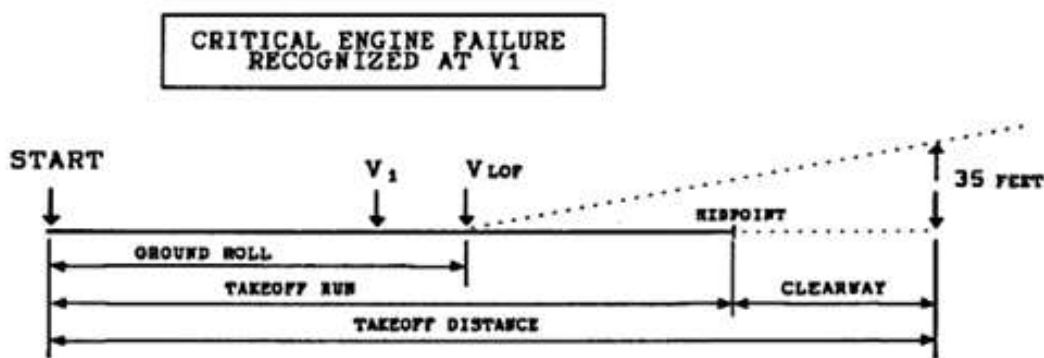 CRITICAL ENGINE FAILURE
RECOGNIZED AT V1
START
V1
VLOF
35 FEET
MIDPOINT
GROUND ROLL
TAKEOFF RUN
CLEARWAY
TAKEOFF DISTANCE